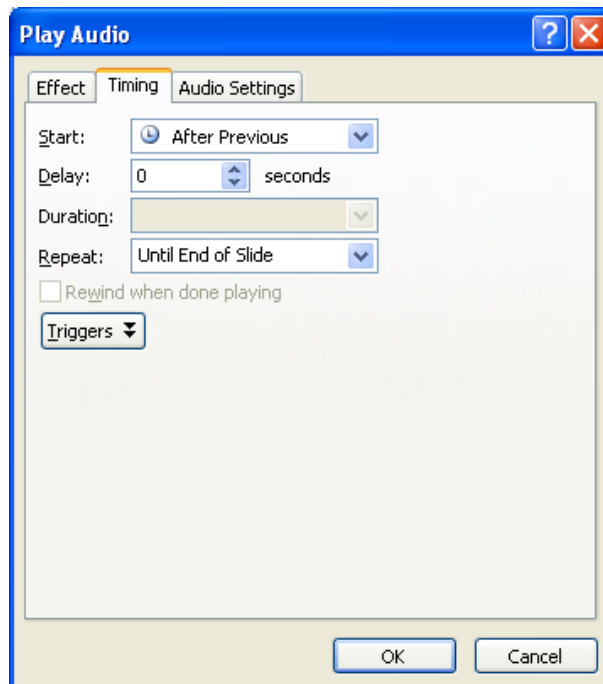 Play Audio
Effect Timing Audio Settings
Start: After Previous
Delay: 0 seconds
Duration:
Repeat: Until End of Slide
Rewind when done playing
Triggers
OK Cancel